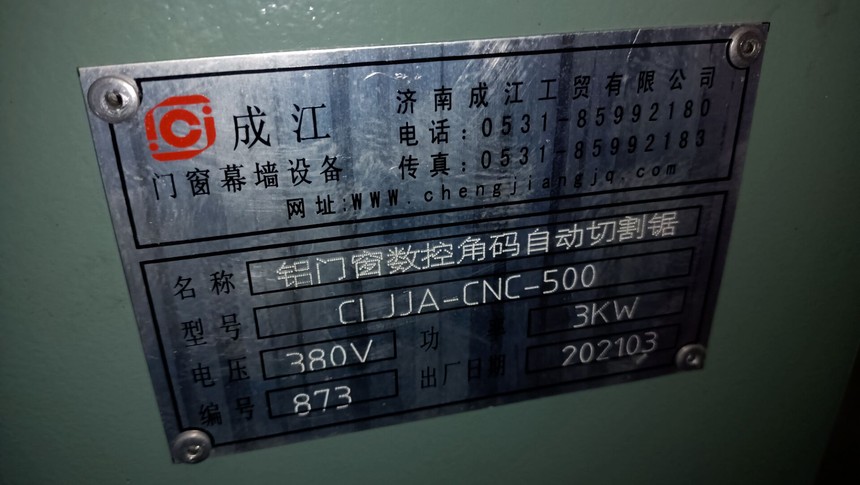 成江
门窗幕墙设备
济南成江工贸有限公司
电话:0531-85992180
传真:0531-85992183
网址:WWW.chengjiangjq.com
名称 铝门窗数控角码自动切割锯
型号 CLJJA-CNC-500
电压 380V 功率 3KW
编号 873 出厂日期 202103